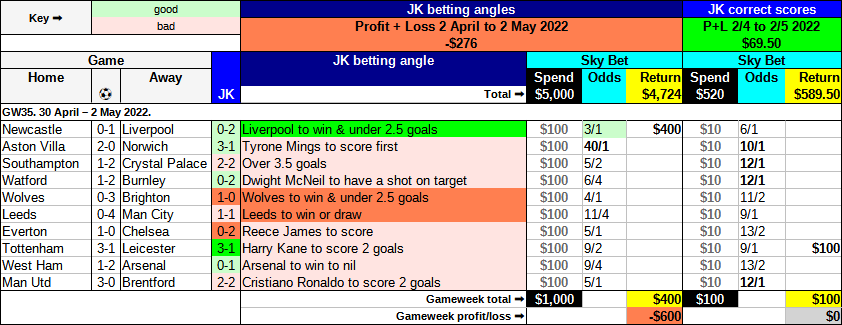 Key ➡ good JK betting angles JK correct scores
bad Profit + Loss 2 April to 2 May 2022 P+L 2/4 to 2/5 2022
-$276 $69.50
Game JK betting angle Sky Bet Sky Bet
Home Away JK Spend Odds Return Spend Odds Return
Total ➡ $5,000 $4,724 $520 $589.50
GW35. 30 April – 2 May 2022.
Newcastle 0-1 Liverpool 0-2 Liverpool to win & under 2.5 goals $100 3/1 $400 $10 6/1
Aston Villa 2-0 Norwich 3-1 Tyrone Mings to score first $100 40/1 $10 10/1
Southampton 1-2 Crystal Palace 2-2 Over 3.5 goals $100 5/2 $10 12/1
Watford 1-2 Burnley 0-2 Dwight McNeil to have a shot on target $100 6/4 $10 12/1
Wolves 0-3 Brighton 1-0 Wolves to win & under 2.5 goals $100 4/1 $10 11/2
Leeds 0-4 Man City 1-1 Leeds to win or draw $100 11/4 $10 9/1
Everton 1-0 Chelsea 0-2 Reece James to score $100 5/1 $10 13/2
Tottenham 3-1 Leicester 3-1 Harry Kane to score 2 goals $100 9/2 $10 9/1 $100
West Ham 1-2 Arsenal 0-1 Arsenal to win to nil $100 9/4 $10 13/2
Man Utd 3-0 Brentford 2-2 Cristiano Ronaldo to score 2 goals $100 5/1 $10 12/1
Gameweek total ➡ $1,000 $400 $100 $100
Gameweek profit/loss ➡ -$600 $0